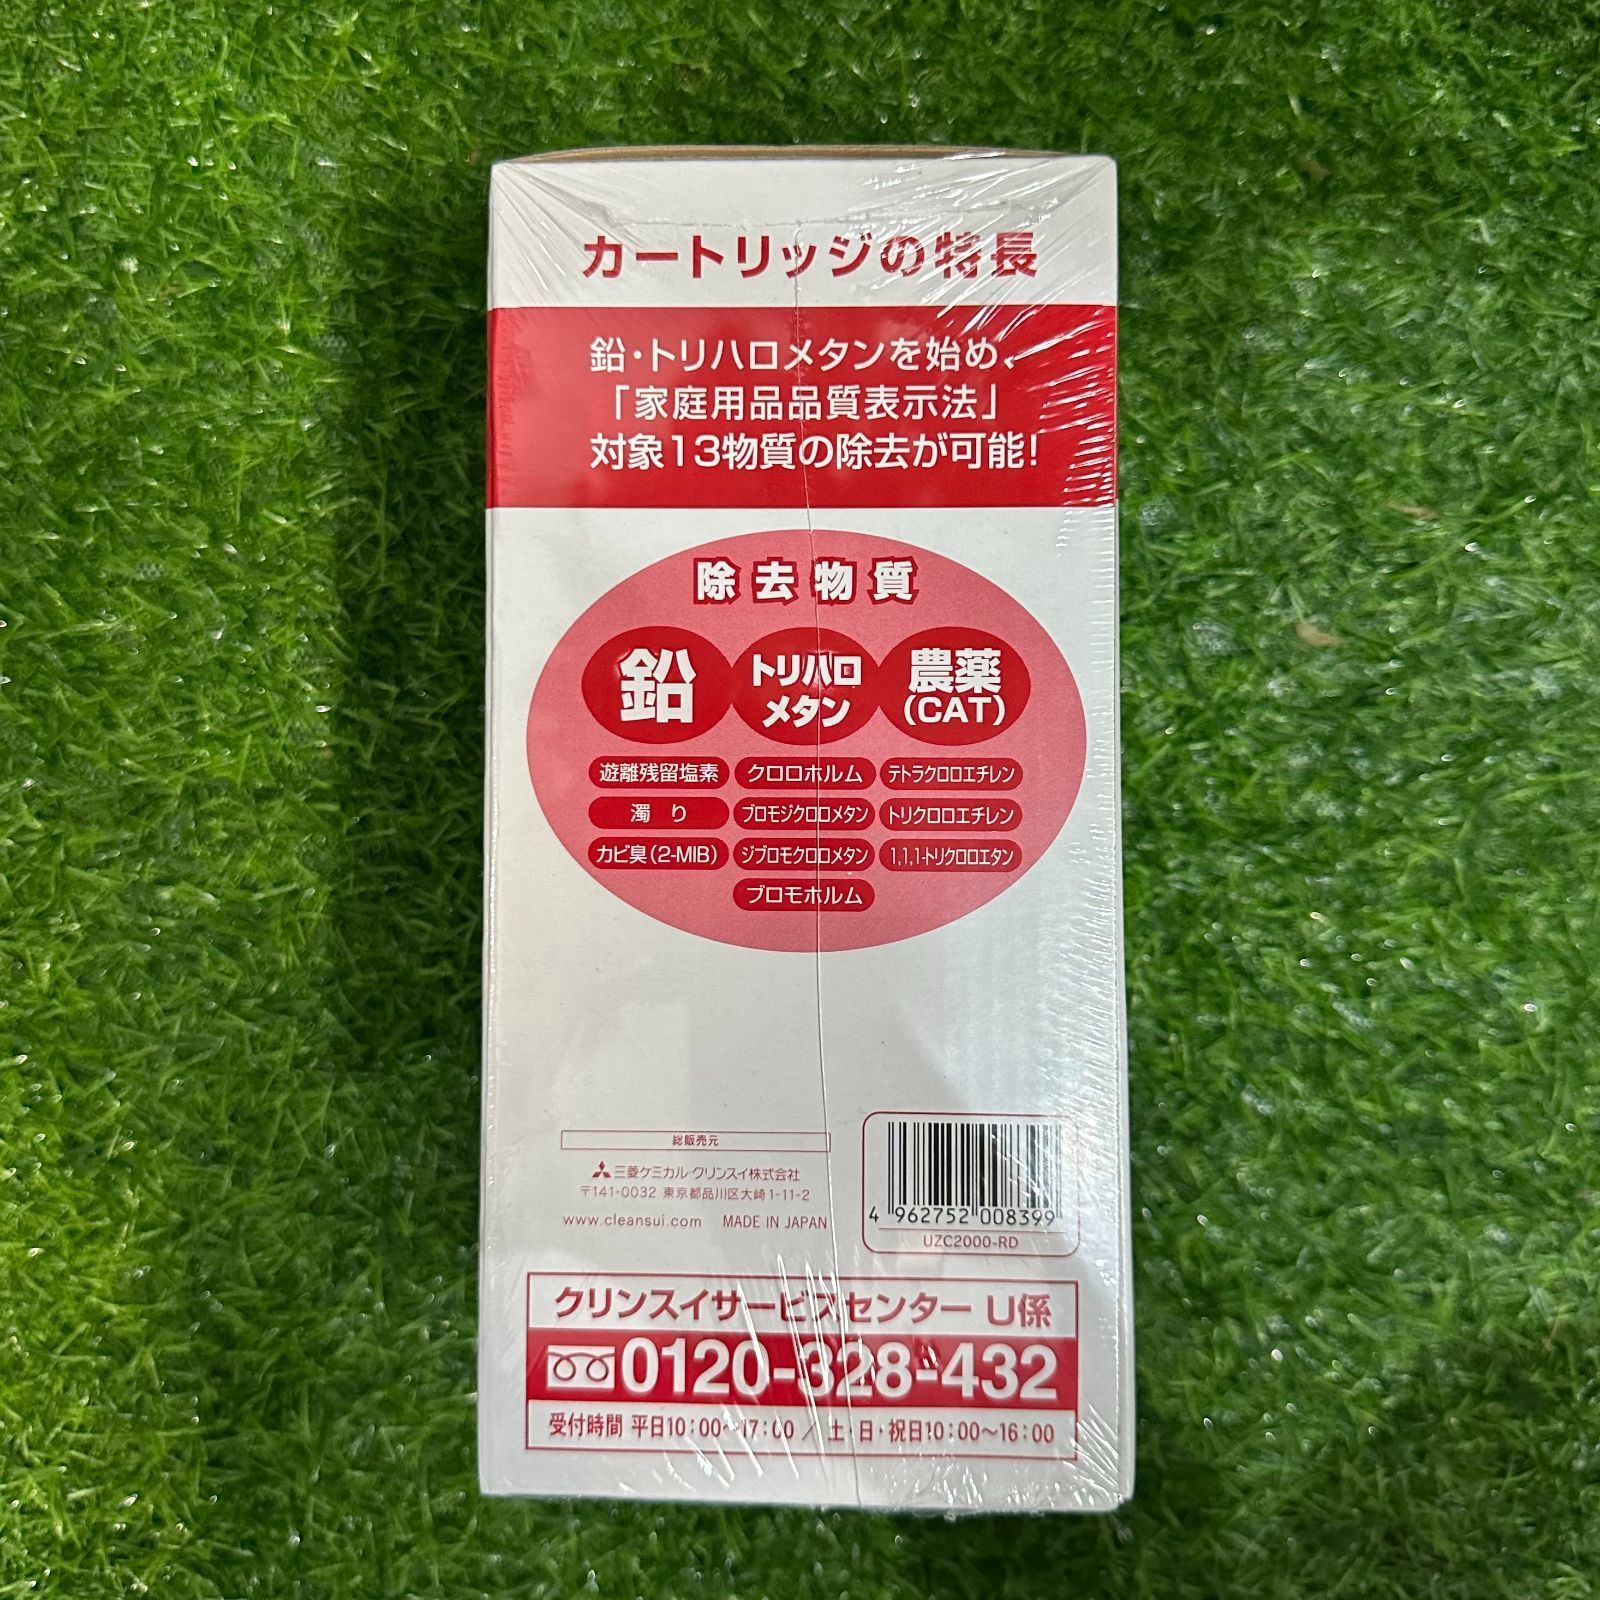 カートリッジの特長
鉛・トリハロメタンを始め、
「家庭用品品質表示法」
対象13物質の除去が可能!
除去物質
鉛
トリハロ
メタン
農薬
(CAT)
遊離残留塩素 クロロホルム テトラクロロエチレン
濁り ブロモジクロロメタン トリクロロエチレン
カビ臭(2-MIB) ジブロモクロロメタン 1,1,1-トリクロロエタン
ブロモホルム
総販売元
三菱ケミカル・クリンスイ株式会社
〒141-0032 東京都品川区大崎1-11-2
www.cleansui.com MADE IN JAPAN
4 962752 008399
UZC2000-RD
クリンスイサービスセンター U係
0120-328-432
受付時間 平日10:00〜17:00 / 土・日・祝日10:00〜16:00